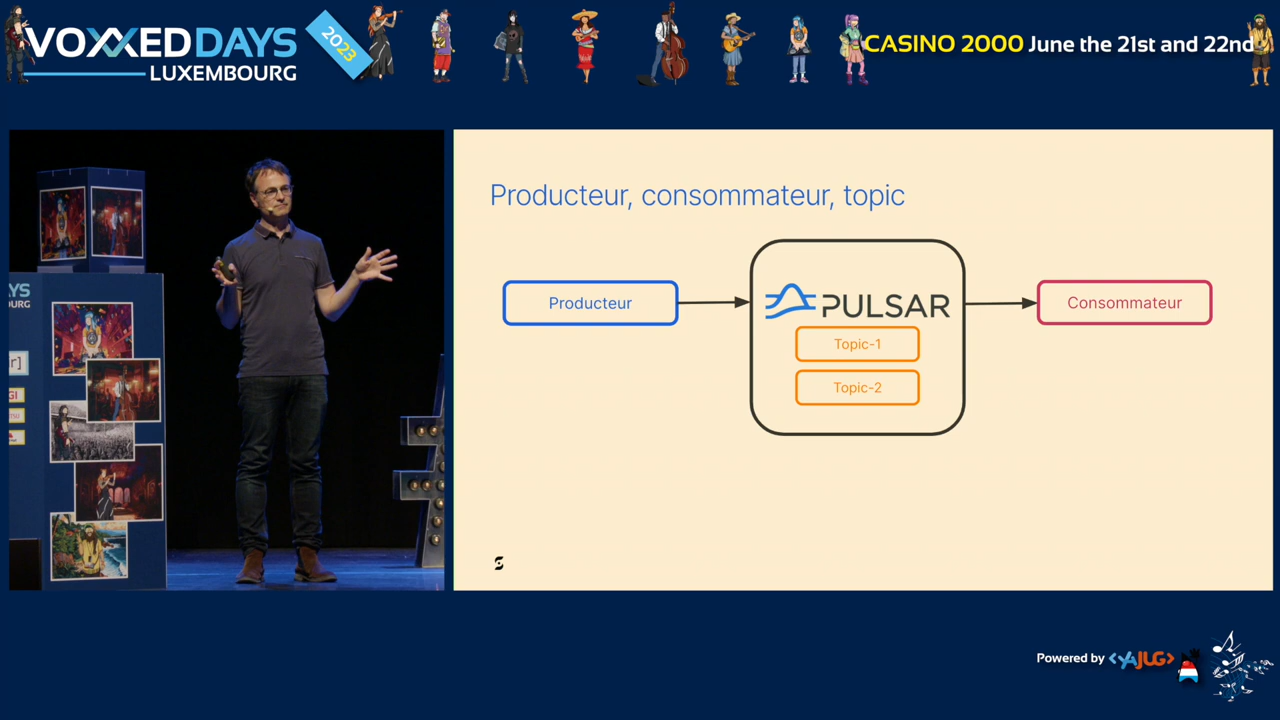 VOXXED DAYS
LUXEMBOURG
2023
CASINO 2000 June the 21st and 22nd
Producteur, consommateur, topic
Producteur
PULSAR
Topic-1
Topic-2
Consommateur
Powered by <YAJUG>